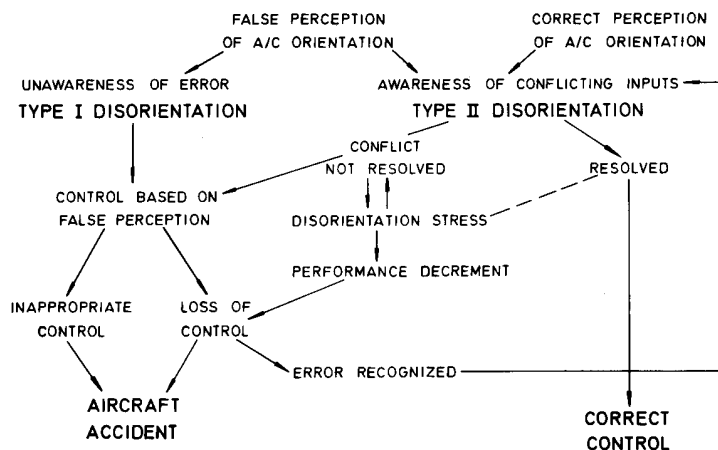 FALSE PERCEPTION
OF A/C ORIENTATION
CORRECT PERCEPTION
OF A/C ORIENTATION
UNAWARENESS OF ERROR
TYPE I DISORIENTATION
AWARENESS OF CONFLICTING INPUTS
TYPE II DISORIENTATION
CONFLICT
NOT RESOLVED
RESOLVED
CONTROL BASED ON
FALSE PERCEPTION
DISORIENTATION STRESS
PERFORMANCE DECREMENT
INAPPROPRIATE
CONTROL
LOSS OF
CONTROL
ERROR RECOGNIZED
AIRCRAFT
ACCIDENT
CORRECT
CONTROL